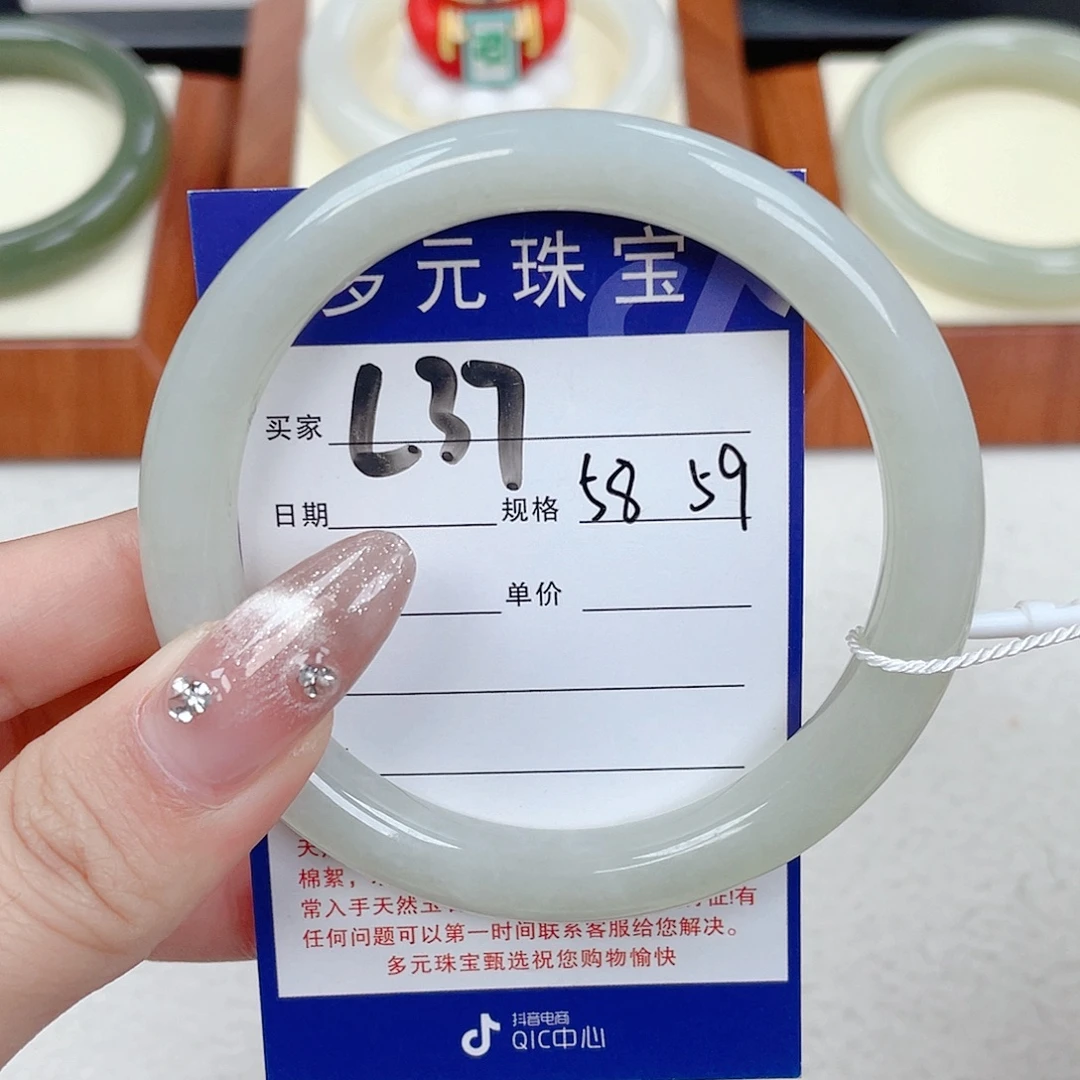 多元珠宝
买家 L37
日期 规格 58 59
单价
棉絮，
常入手天然玉 有
任何问题可以第一时间联系客服给您解决。
多元珠宝甄选祝您购物愉快
抖音电商
QIC中心